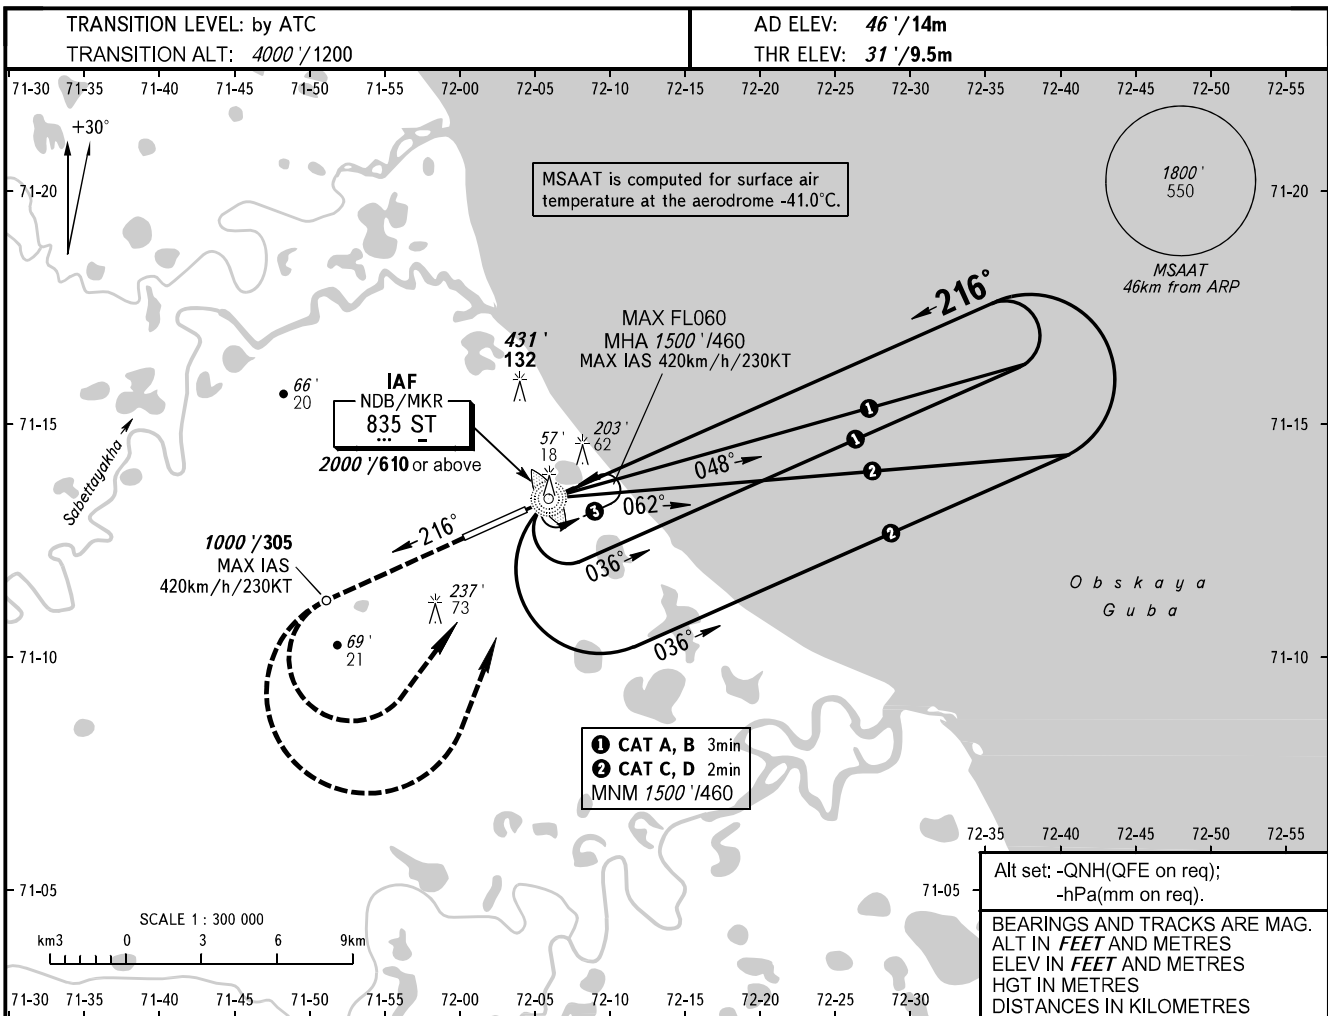 TRANSITION LEVEL: by ATC
TRANSITION ALT: 4000 '/1200
AD ELEV: 46 '/14m
THR ELEV: 31 '/9.5m
71-30 71-35 71-40 71-45 71-50 71-55 72-00 72-05 72-10 72-15 72-20 72-25 72-30 72-35 72-40 72-45 72-50 72-55
+30°
71-20
71-20
MSAAT is computed for surface air
temperature at the aerodrome -41.0°C.
1800 '
550
MSAAT
46km from ARP
216°
MAX FL060
MHA 1500 '/460
MAX IAS 420km/h/230KT
431 '
132
66 '
20
IAF
NDB/MKR
835 ST
2000 '/610 or above
57 '
18
203 '
62
71-15
71-15
Sabettayakha
1
1
048°
2
062°
3
216°
2
036°
036°
1000 '/305
MAX IAS
420km/h/230KT
237 '
73
69 '
21
Obskaya
Guba
71-10
71-10
1 CAT A, B 3min
2 CAT C, D 2min
MNM 1500 '/460
72-35 72-40 72-45 72-50 72-55
71-05
71-05
Alt set: -QNH(QFE on req);
-hPa(mm on req).
BEARINGS AND TRACKS ARE MAG.
ALT IN FEET AND METRES
ELEV IN FEET AND METRES
HGT IN METRES
DISTANCES IN KILOMETRES
SCALE 1 : 300 000
km3 0 3 6 9km
71-30 71-35 71-40 71-45 71-50 71-55 72-00 72-05 72-10 72-15 72-20 72-25 72-30